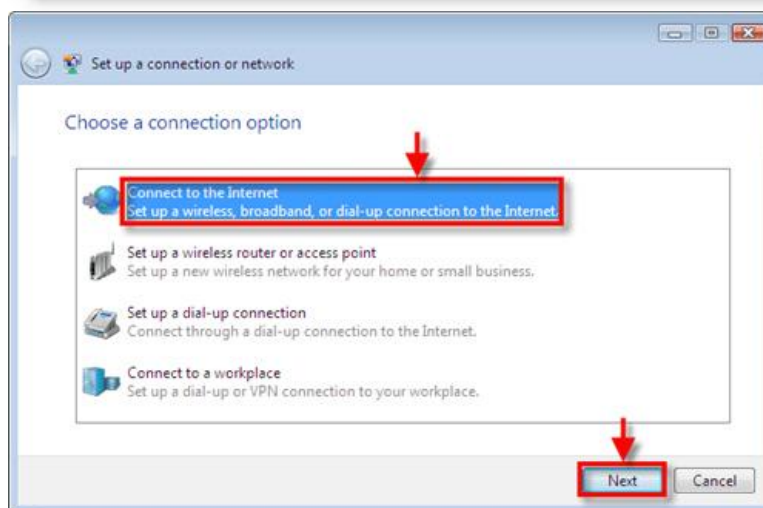 Set up a connection or network
Choose a connection option
Connect to the Internet
Set up a wireless, broadband, or dial-up connection to the Internet.
Set up a wireless router or access point
Set up a new wireless network for your home or small business.
Set up a dial-up connection
Connect through a dial-up connection to the Internet.
Connect to a workplace
Set up a dial-up or VPN connection to your workplace.
Next
Cancel